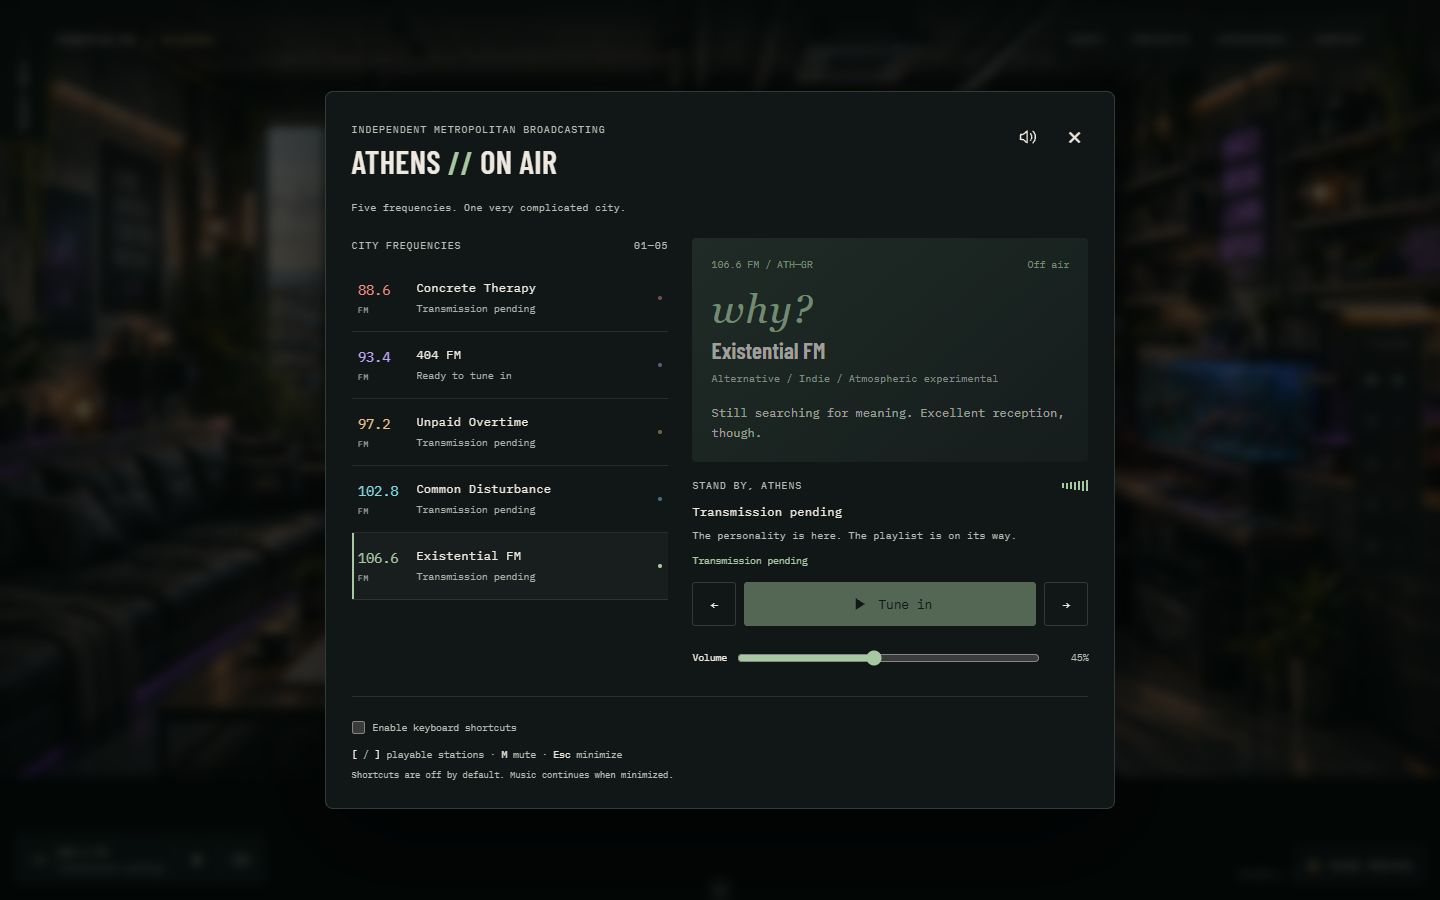 INDEPENDENT METROPOLITAN BROADCASTING
ATHENS // ON AIR
Five frequencies. One very complicated city.
CITY FREQUENCIES 01—05
88.6 FM Concrete Therapy
Transmission pending
93.4 FM 404 FM
Ready to tune in
97.2 FM Unpaid Overtime
Transmission pending
102.8 FM Common Disturbance
Transmission pending
106.6 FM Existential FM
Transmission pending
106.6 FM / ATH—GR Off air
why?
Existential FM
Alternative / Indie / Atmospheric experimental
Still searching for meaning. Excellent reception,
though.
STAND BY, ATHENS
Transmission pending
The personality is here. The playlist is on its way.
Transmission pending
← ▶ Tune in →
Volume 45%
Enable keyboard shortcuts
[ / ] playable stations · M mute · Esc minimize
Shortcuts are off by default. Music continues when minimized.